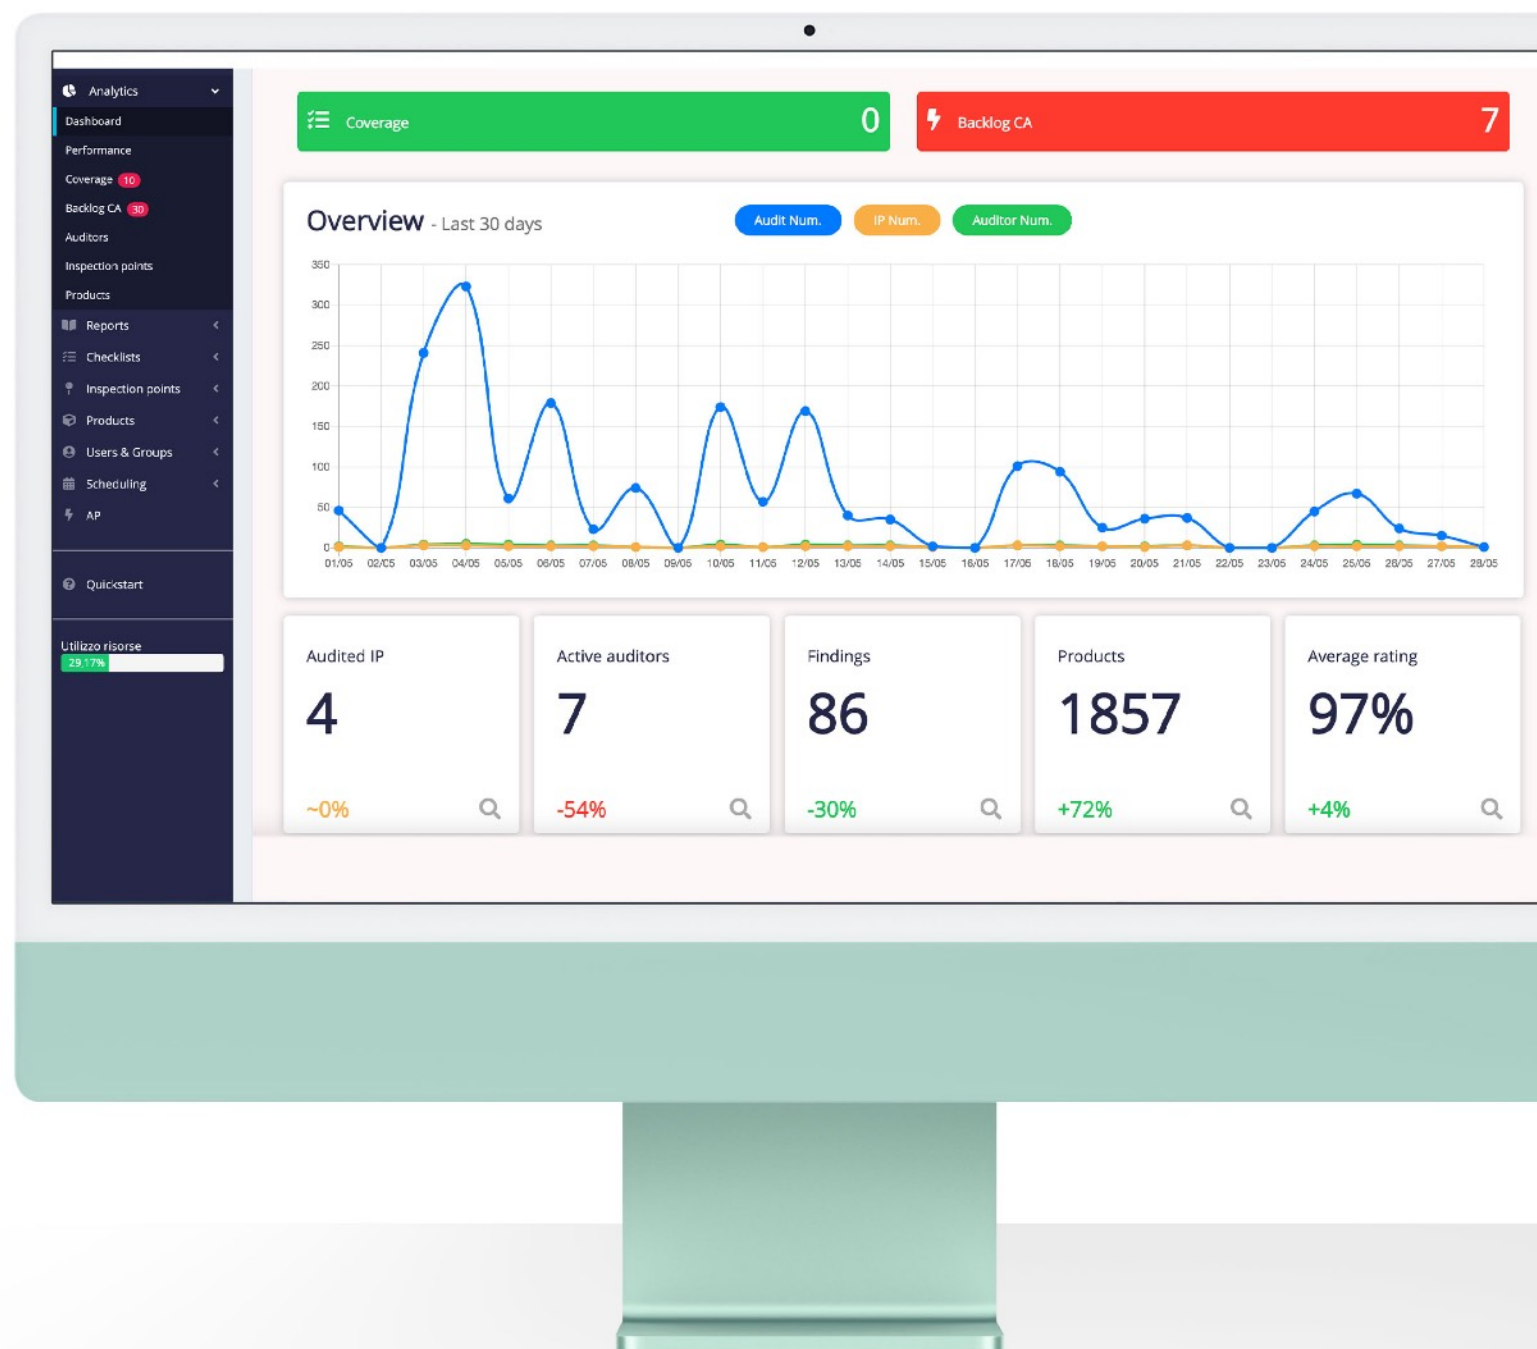 Analytics
Dashboard
Performance
Coverage 10
Backlog CA 30
Auditors
Inspection points
Products
Reports
Checklists
Inspection points
Products
Users & Groups
Scheduling
AP
Quickstart
Utilizzo risorse
29,17%
Coverage 0
Backlog CA 7
Overview - Last 30 days
Audit Num. IP Num. Auditor Num.
350
300
250
200
150
100
50
0
01/05 02/05 03/05 04/05 05/05 06/05 07/05 08/05 09/05 10/05 11/05 12/05 13/05 14/05 15/05 16/05 17/05 18/05 19/05 20/05 21/05 22/05 23/05 24/05 25/05 26/05 27/05 28/05
Audited IP
4
~0%
Active auditors
7
-54%
Findings
86
-30%
Products
1857
+72%
Average rating
97%
+4%